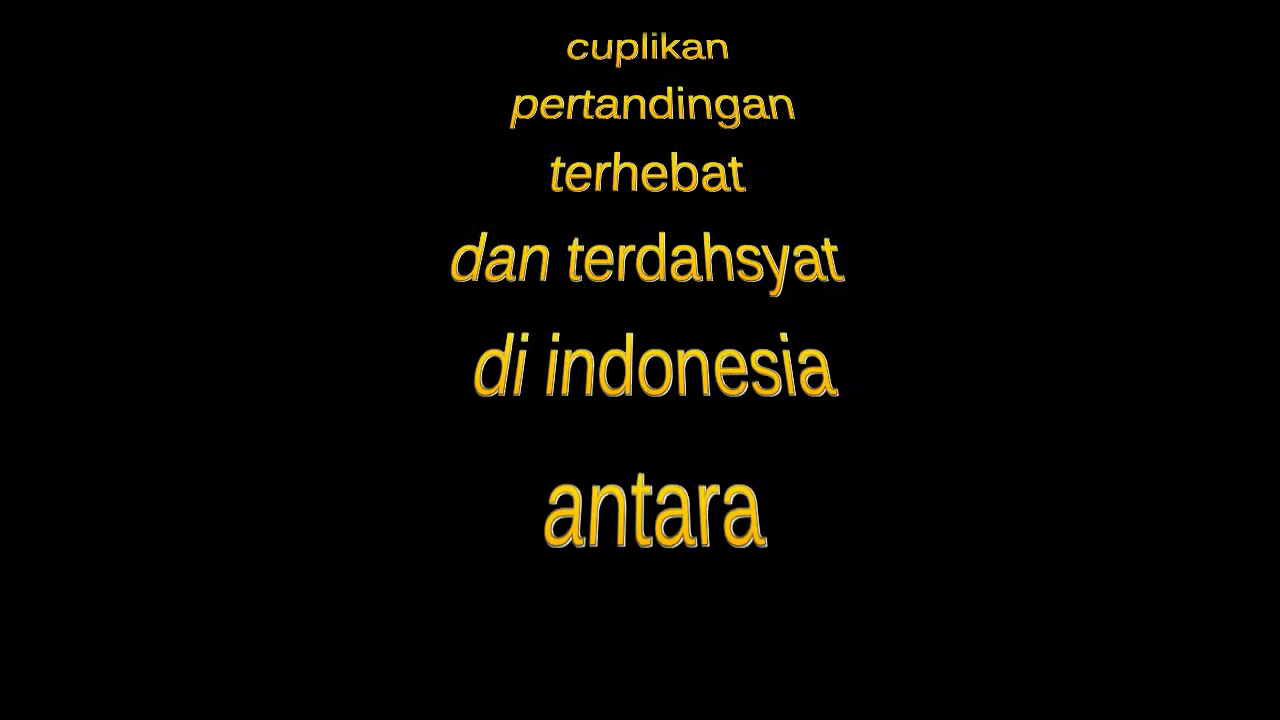 cuplikan
pertandingan
terhebat
dan terdahsyat
di indonesia
antara